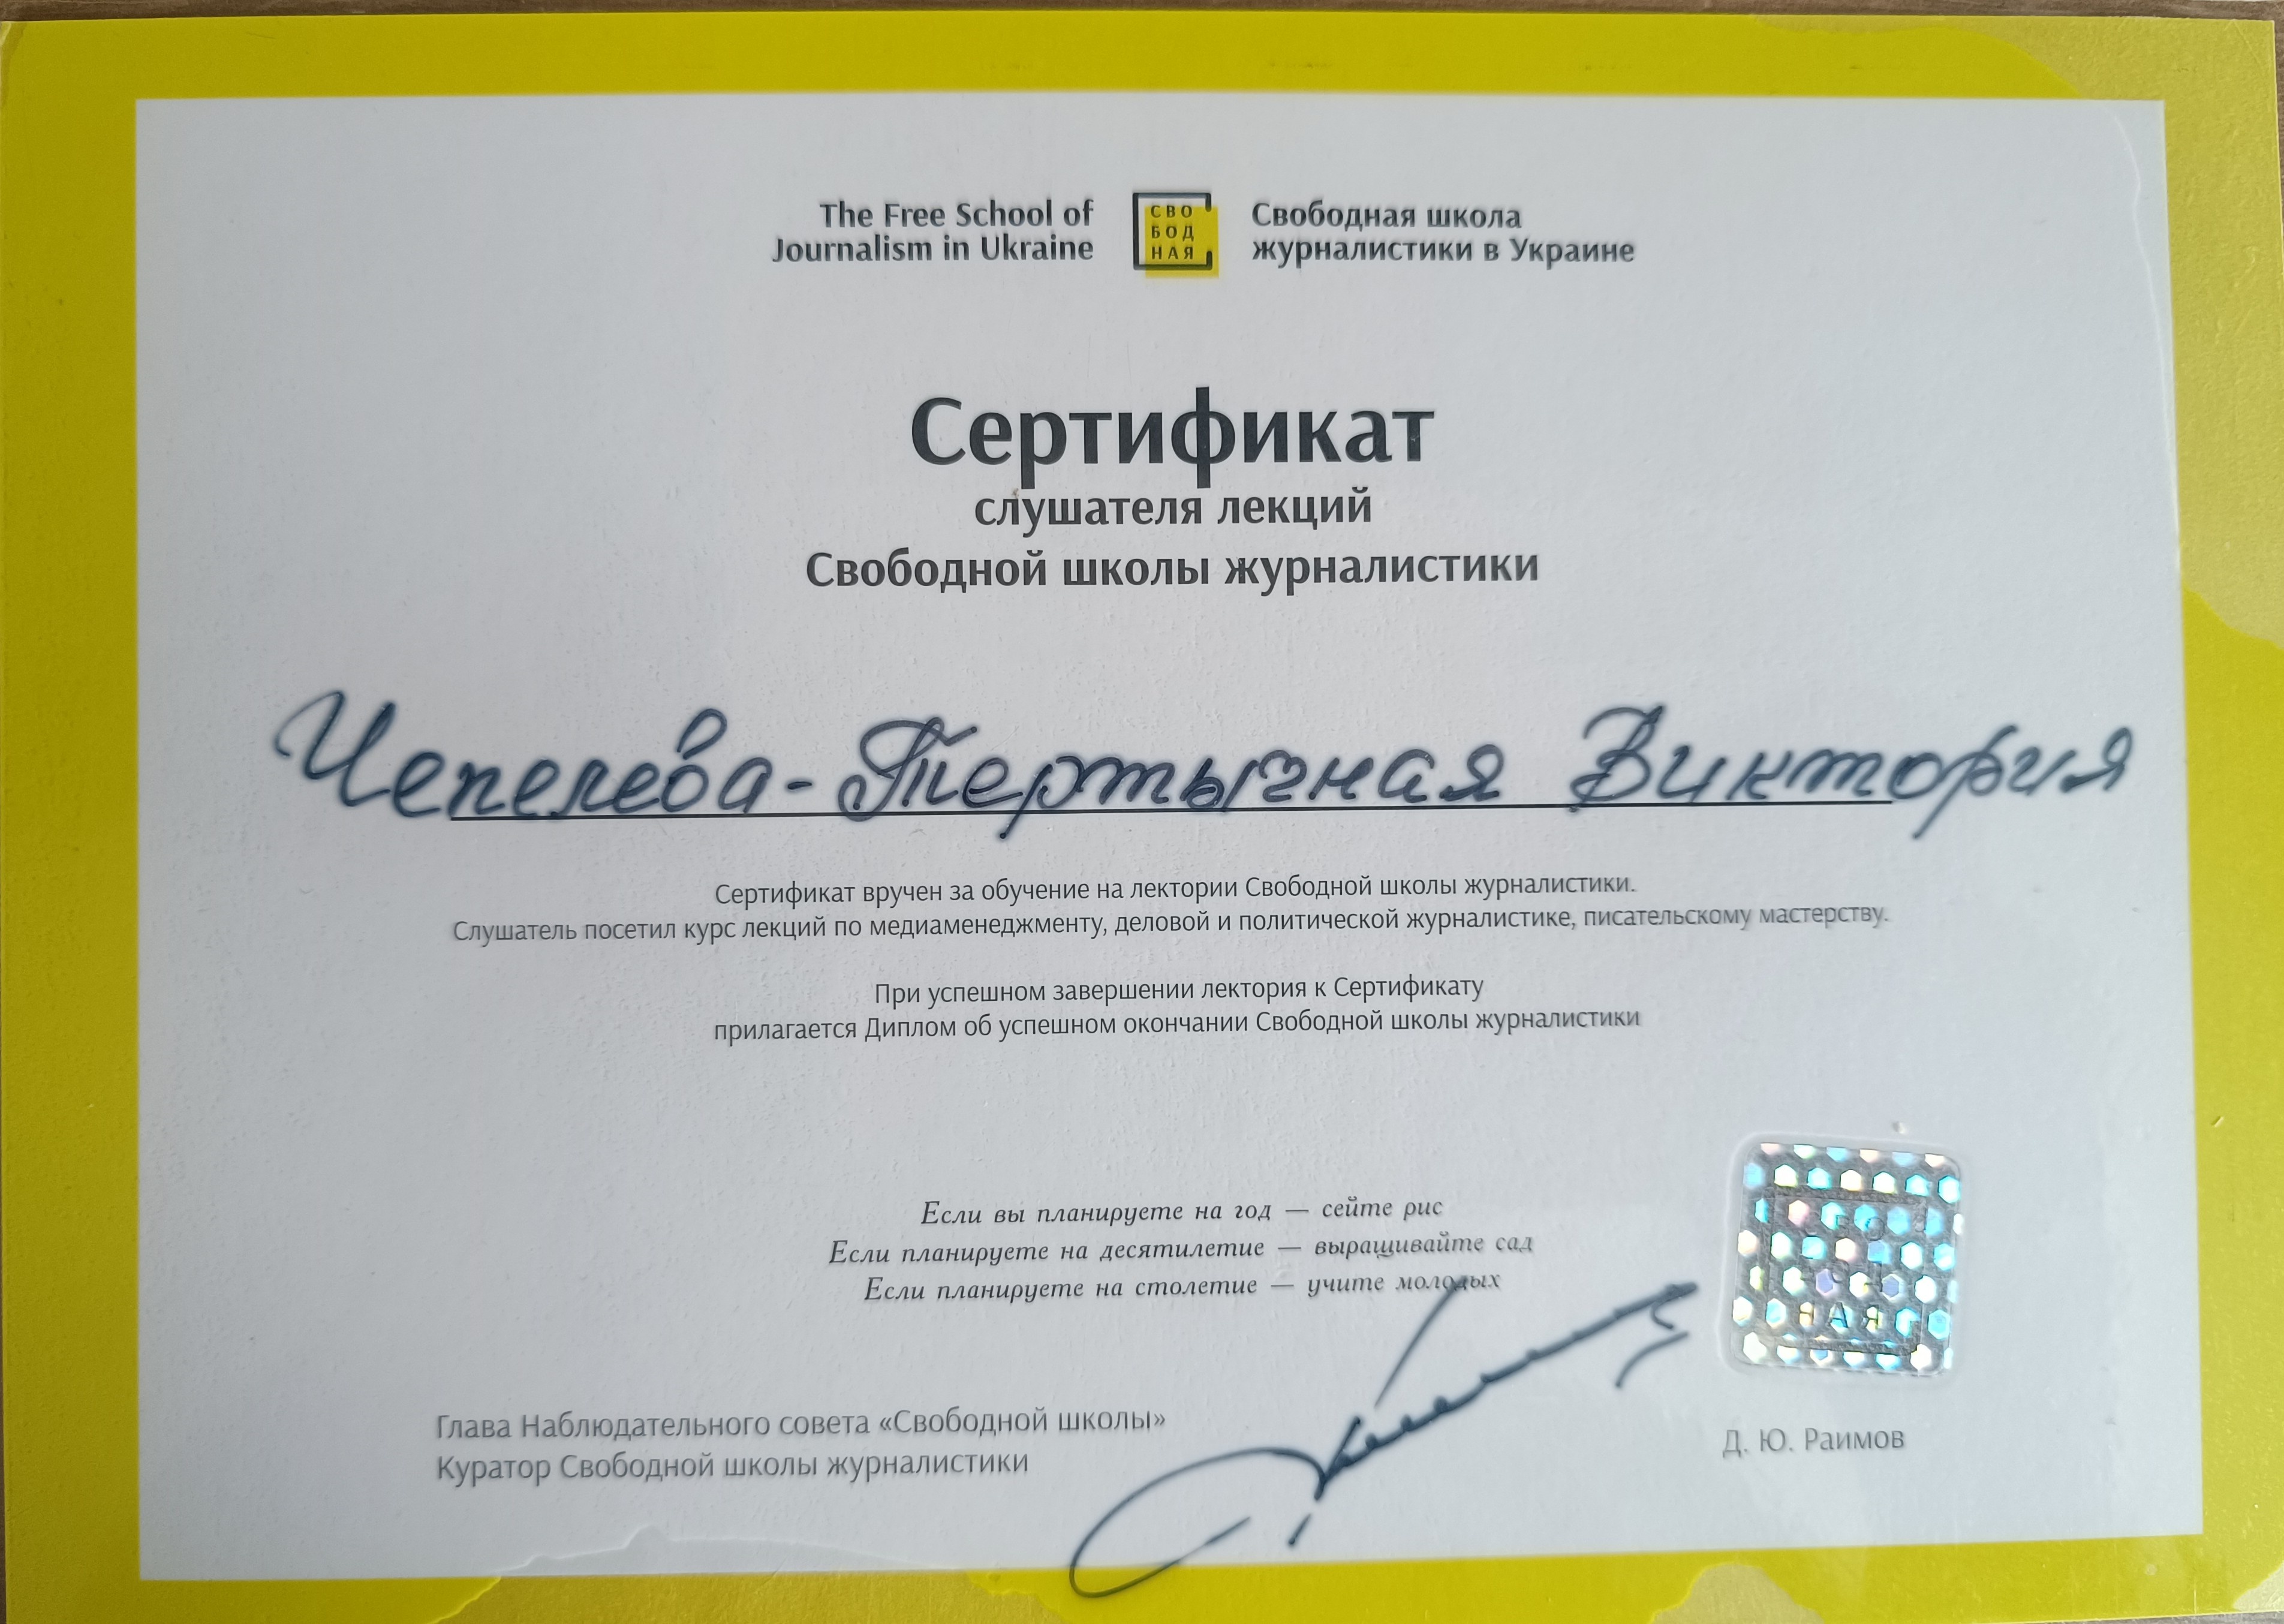 The Free School of
Journalism in Ukraine
СВО
БОД
НАЯ
Свободная школа
журналистики в Украине
Сертификат
слушателя лекций
Свободной школы журналистики
Чепелева-Тертычная Виктория
Сертификат вручен за обучение на лектории Свободной школы журналистики.
Слушатель посетил курс лекций по медиаменеджменту, деловой и политической журналистике, писательскому мастерству.
При успешном завершении лектория к Сертификату
прилагается Диплом об успешном окончании Свободной школы журналистики
Если вы планируете на год — сейте рис
Если планируете на десятилетие — выращивайте сад
Если планируете на столетие — учите молодых
НАЯ
Глава Наблюдательного совета «Свободной школы»
Куратор Свободной школы журналистики
Д. Ю. Раимов